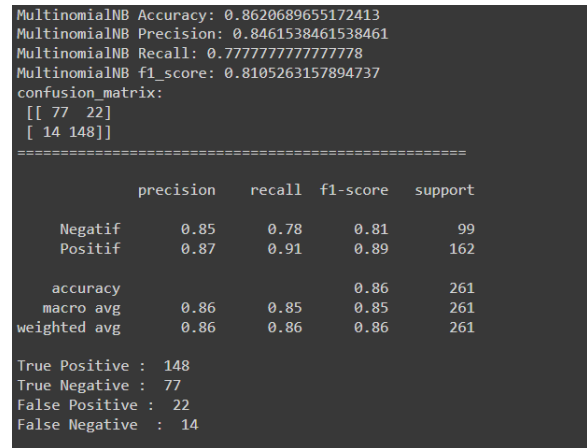 MultinomialNB Accuracy: 0.8620689655172413
MultinomialNB Precision: 0.8461538461538461
MultinomialNB Recall: 0.7777777777777778
MultinomialNB f1_score: 0.8105263157894737
confusion_matrix:
[[ 77 22]
[ 14 148]]
====================================================
precision recall f1-score support
Negatif 0.85 0.78 0.81 99
Positif 0.87 0.91 0.89 162
accuracy 0.86 261
macro avg 0.86 0.85 0.85 261
weighted avg 0.86 0.86 0.86 261
True Positive : 148
True Negative : 77
False Positive : 22
False Negative : 14